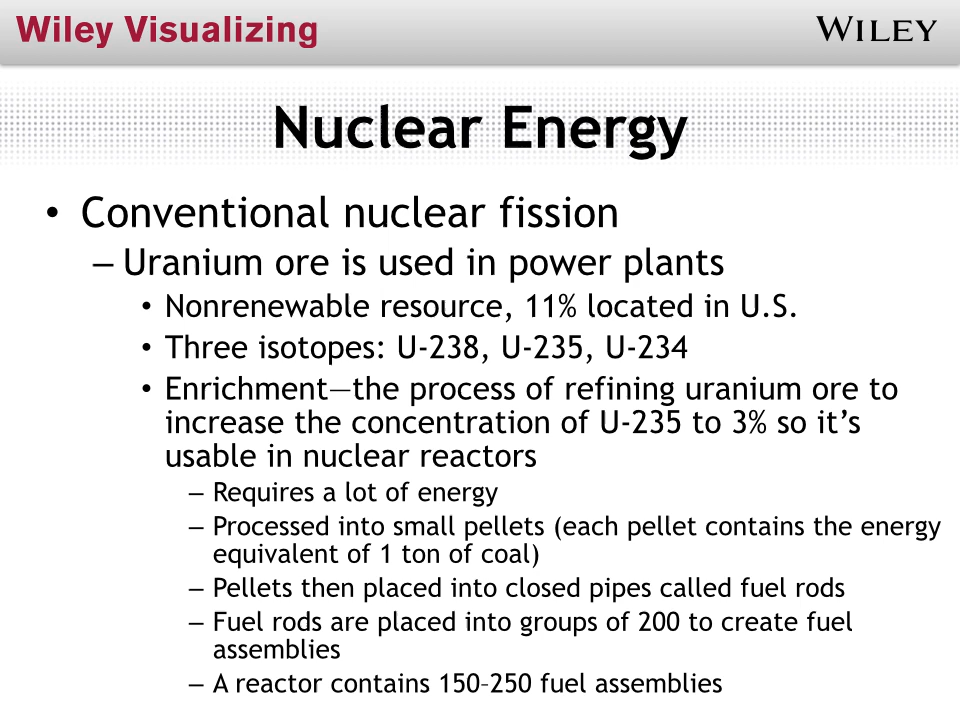 Wiley Visualizing
WILEY
Nuclear Energy
• Conventional nuclear fission
– Uranium ore is used in power plants
• Nonrenewable resource, 11% located in U.S.
• Three isotopes: U-238, U-235, U-234
• Enrichment—the process of refining uranium ore to
increase the concentration of U-235 to 3% so it’s
usable in nuclear reactors
– Requires a lot of energy
– Processed into small pellets (each pellet contains the energy
equivalent of 1 ton of coal)
– Pellets then placed into closed pipes called fuel rods
– Fuel rods are placed into groups of 200 to create fuel
assemblies
– A reactor contains 150–250 fuel assemblies